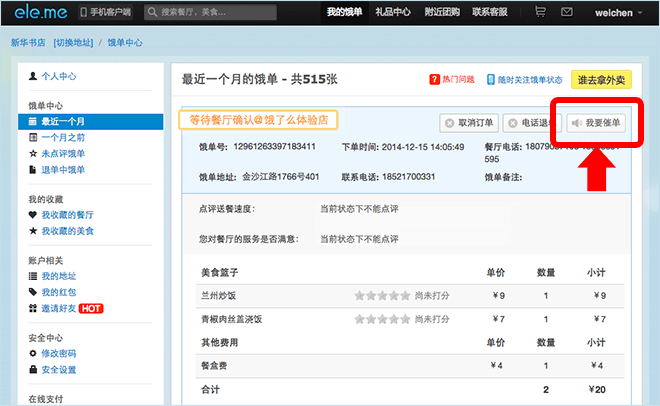 ele.me 手机客户端 搜索餐厅，美食... 我的饿单 礼品中心 附近团购 联系客服 weichen
新华书店 [切换地址] / 饿单中心
个人中心
饿单中心
最近一个月
一个月之前
未点评饿单
退单中饿单
我的收藏
我收藏的餐厅
我收藏的美食
账户相关
我的地址
我的红包
邀请好友 HOT
安全中心
修改密码
安全设置
在线支付
最近一个月的饿单 - 共515张 热门问题 随时关注饿单状态 谁去拿外卖
等待餐厅确认@饿了么体验店 取消订单 电话退 我要催单
饿单号: 12961263397183411 下单时间: 2014-12-15 14:05:49 餐厅电话:
595
饿单地址: 金沙江路1766号401 联系电话: 18521700331 饿单备注:
点评送餐速度: 当前状态下不能点评
您对餐厅的服务是否满意: 当前状态下不能点评
美食篮子 单价 数量 小计
兰州炒饭 尚未打分 ¥9 1 ¥9
青椒肉丝盖浇饭 尚未打分 ¥7 1 ¥7
其他费用 单价 数量 小计
餐盒费 ¥4 1 ¥4
合计 2 ¥20